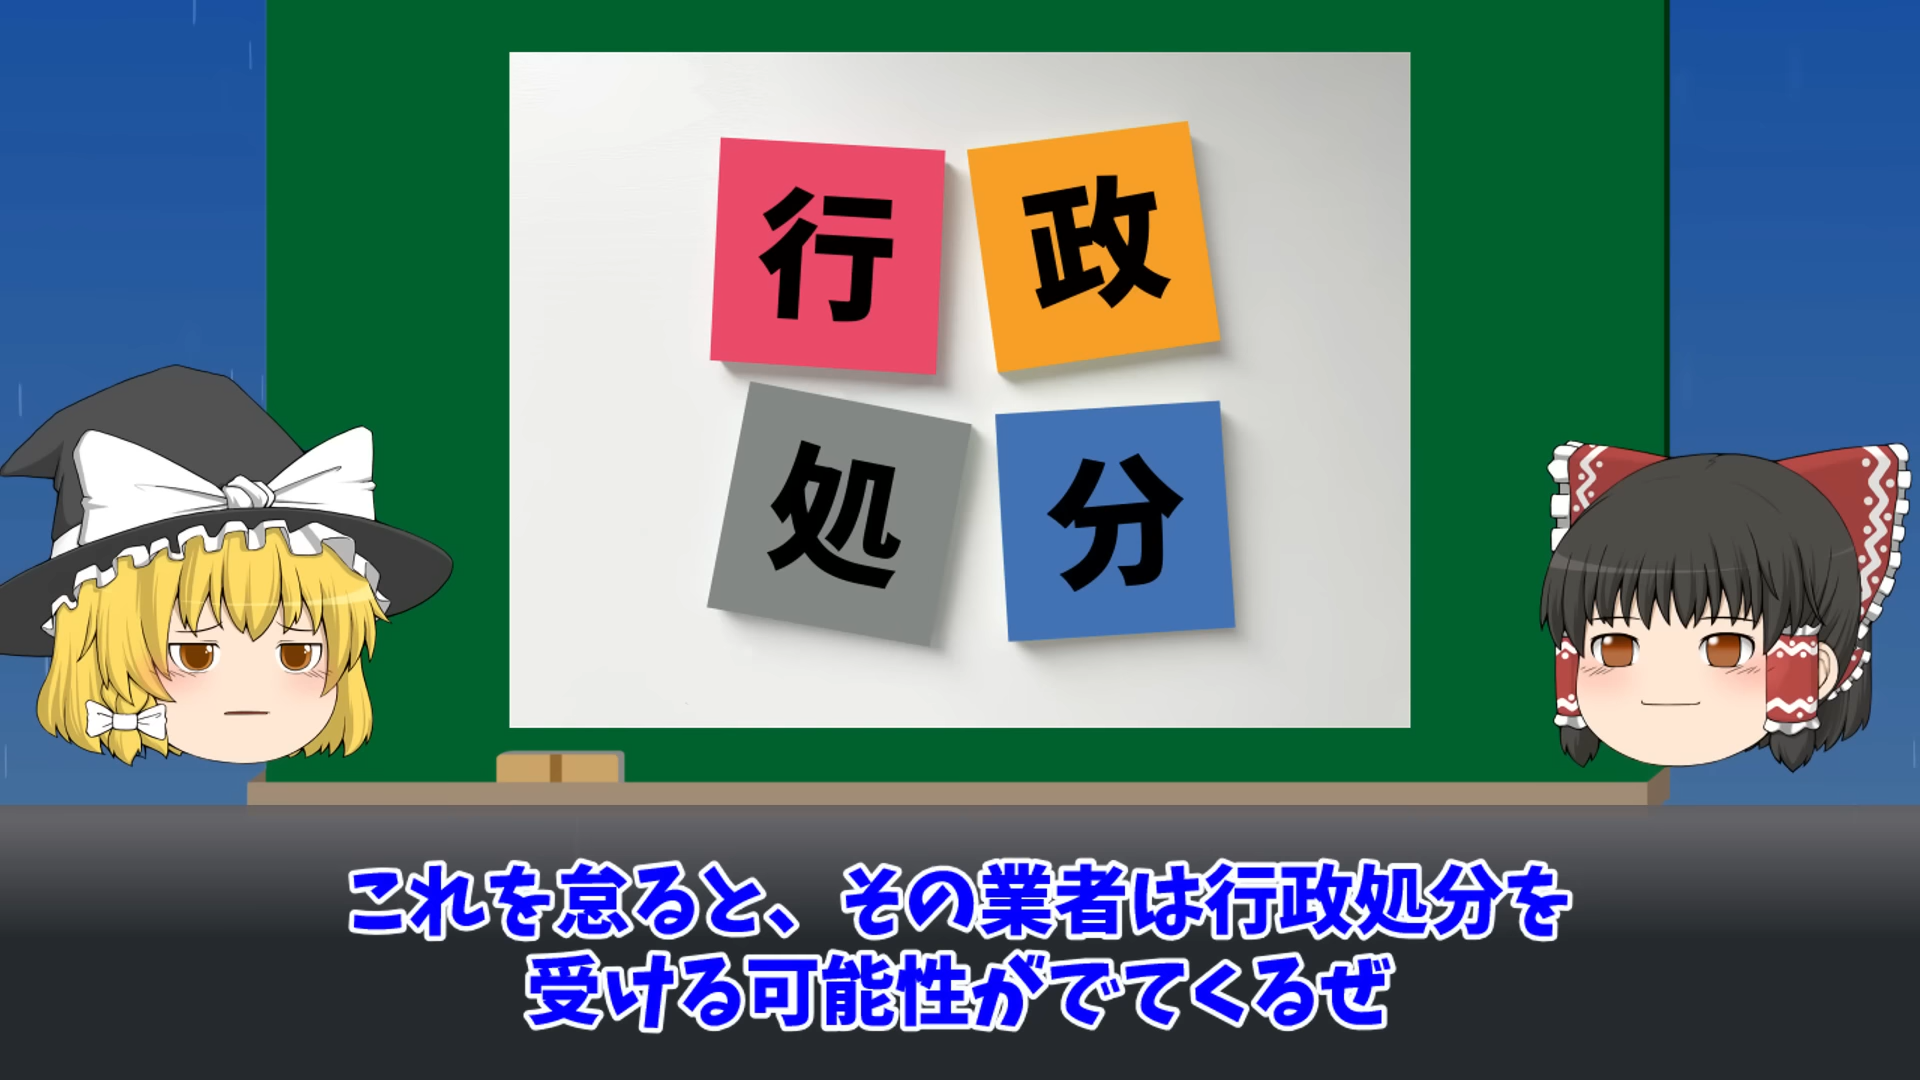 行政
処分
これを怠ると、その業者は行政処分を
受ける可能性がでてくるぜ